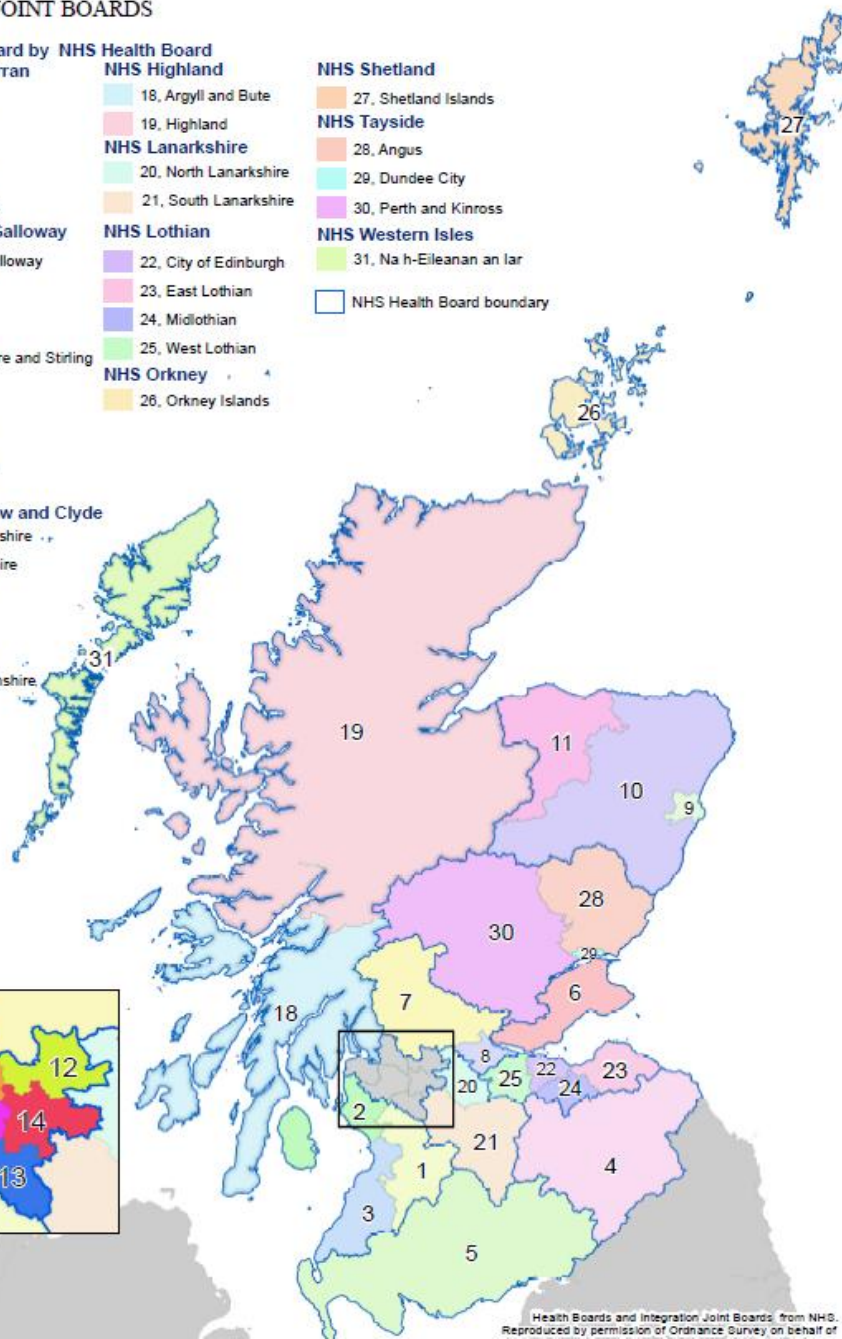 JOINT BOARDS
ard by NHS Health Board
rran
NHS Highland
18, Argyll and Bute
19, Highland
NHS Lanarkshire
20, North Lanarkshire
21, South Lanarkshire
Galloway
lloway
NHS Lothian
22, City of Edinburgh
23, East Lothian
24, Midlothian
25, West Lothian
re and Stirling
NHS Orkney
26, Orkney Islands
NHS Shetland
27, Shetland Islands
NHS Tayside
28, Angus
29, Dundee City
30, Perth and Kinross
NHS Western Isles
31, Na h-Eileanan an Iar
NHS Health Board boundary
w and Clyde
shire
ire
nshire
27
26
31
19
11
10
9
28
30
29
6
7
18
8
22
23
20
25
24
2
12
14
13
21
4
1
3
5
Health Boards and Integration Joint Boards from NHS.
Reproduced by permission of Ordnance Survey on behalf of